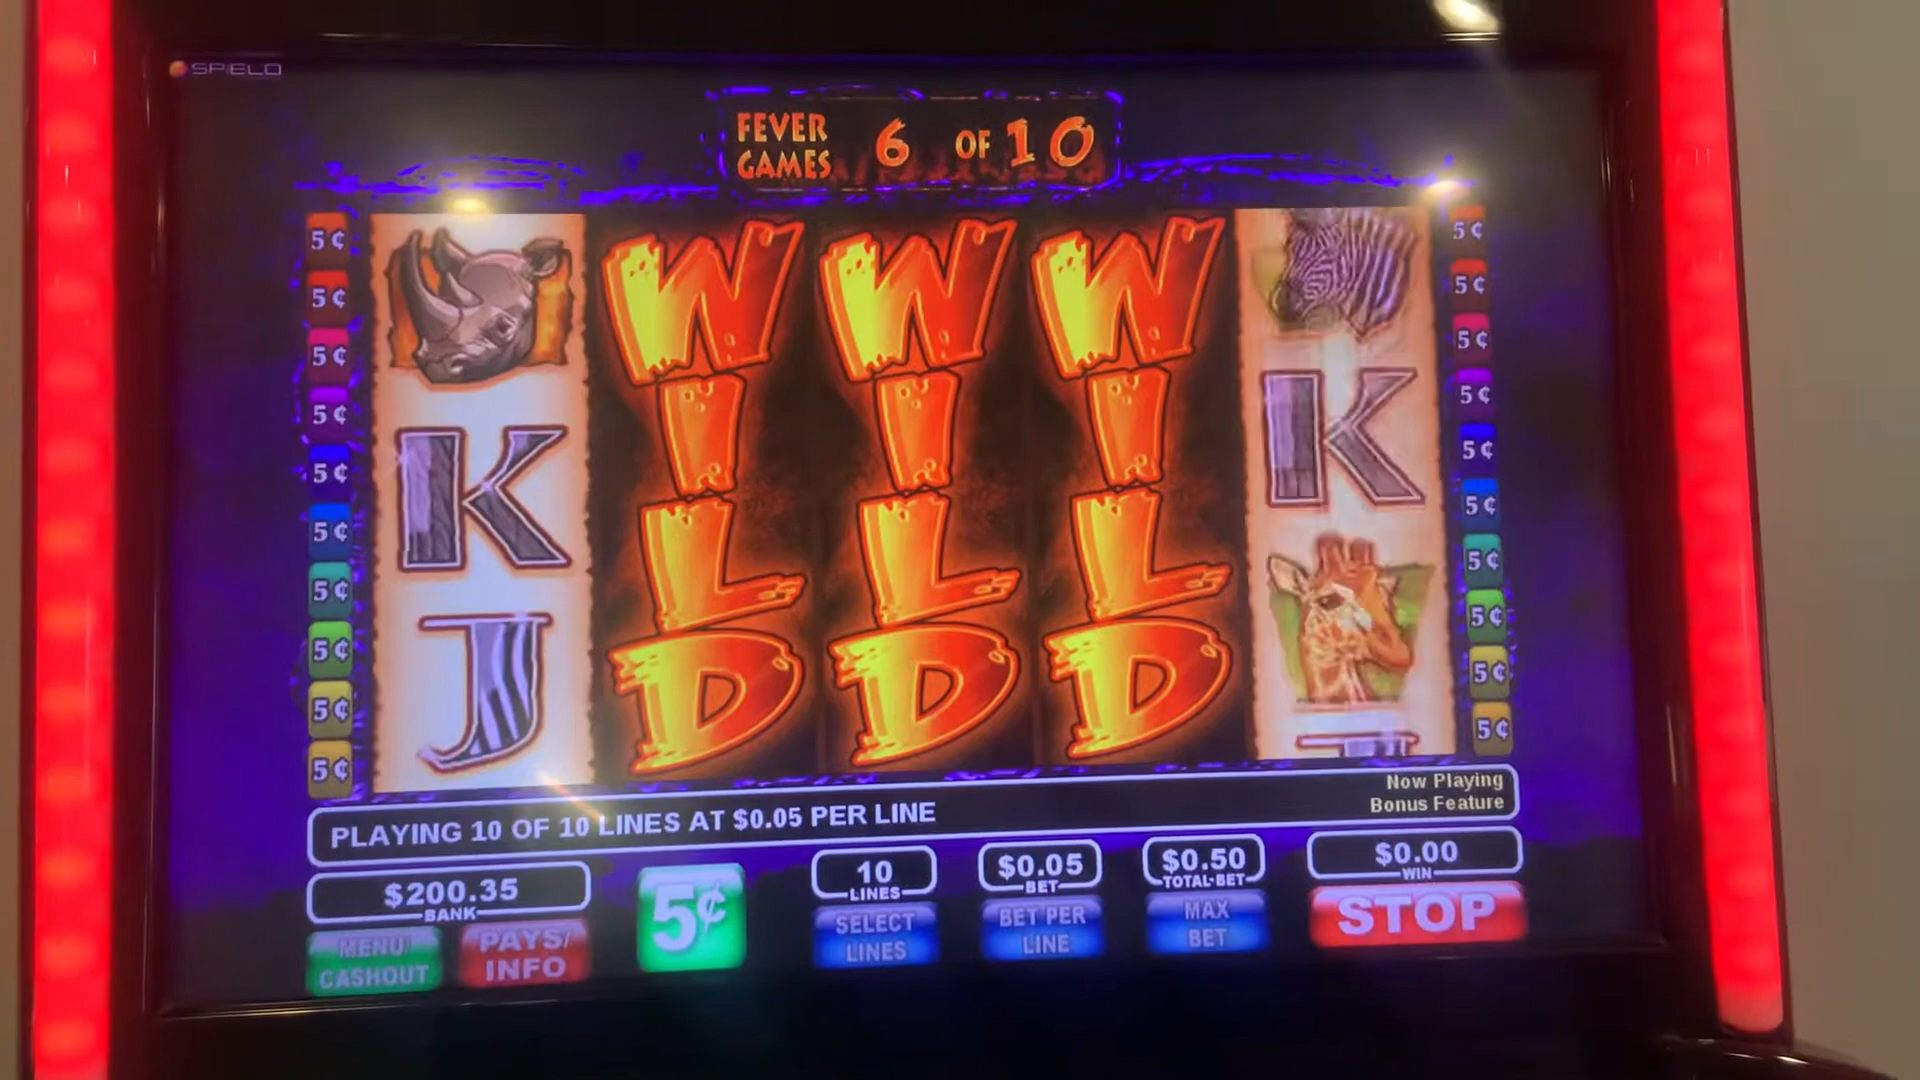 SPIELO
FEVER
GAMES
6 OF 10
5¢
5¢
5¢
5¢
5¢
5¢
5¢
5¢
5¢
5¢
K
J
WILD
WILD
WILD
K
J
5¢
5¢
5¢
5¢
5¢
5¢
5¢
5¢
5¢
5¢
Now Playing
Bonus Feature
PLAYING 10 OF 10 LINES AT $0.05 PER LINE
$200.35
BANK
5¢
10
LINES
$0.05
BET
$0.50
TOTAL-BET
$0.00
WIN
MENU/
CASHOUT
PAYS/
INFO
SELECT
LINES
BET PER
LINE
MAX
BET
STOP